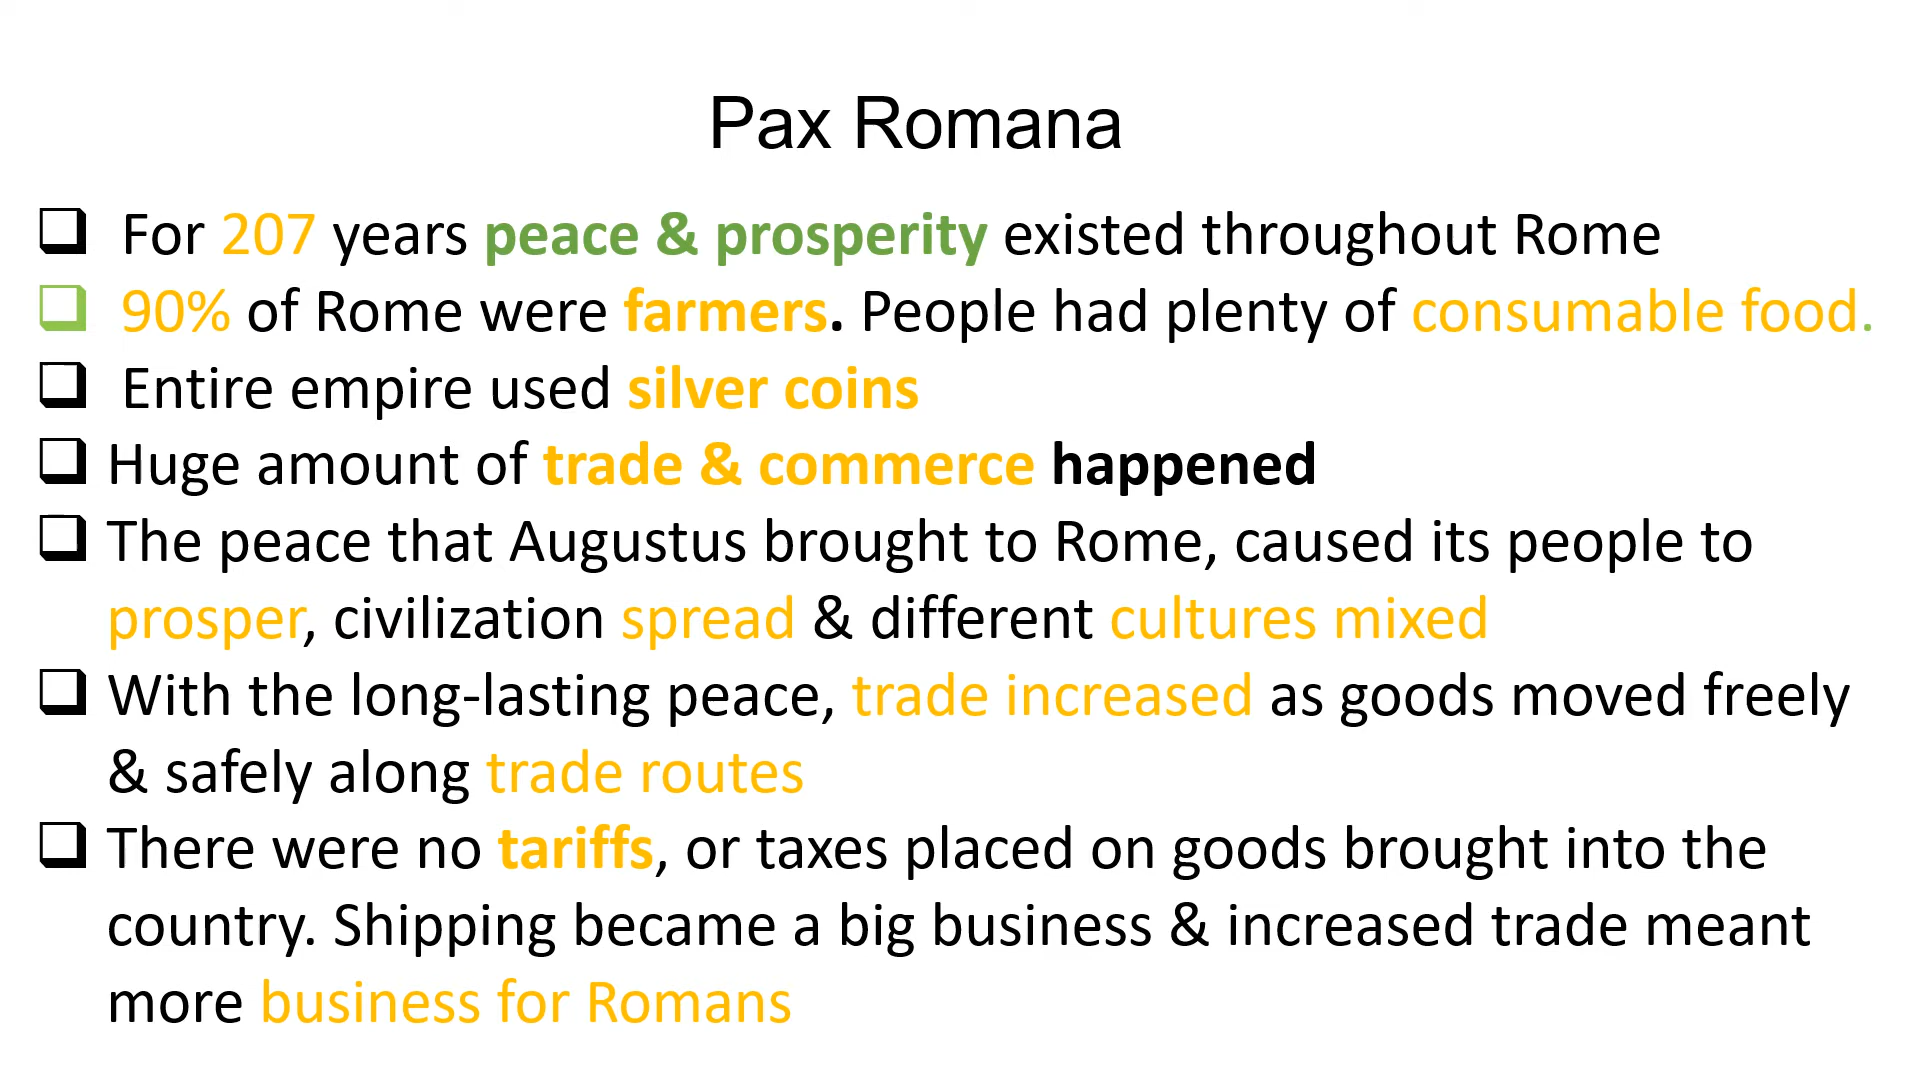 Pax Romana
❑ For 207 years peace & prosperity existed throughout Rome
❑ 90% of Rome were farmers. People had plenty of consumable food.
❑ Entire empire used silver coins
❑ Huge amount of trade & commerce happened
❑ The peace that Augustus brought to Rome, caused its people to
prosper, civilization spread & different cultures mixed
❑ With the long-lasting peace, trade increased as goods moved freely
& safely along trade routes
❑ There were no tariffs, or taxes placed on goods brought into the
country. Shipping became a big business & increased trade meant
more business for Romans